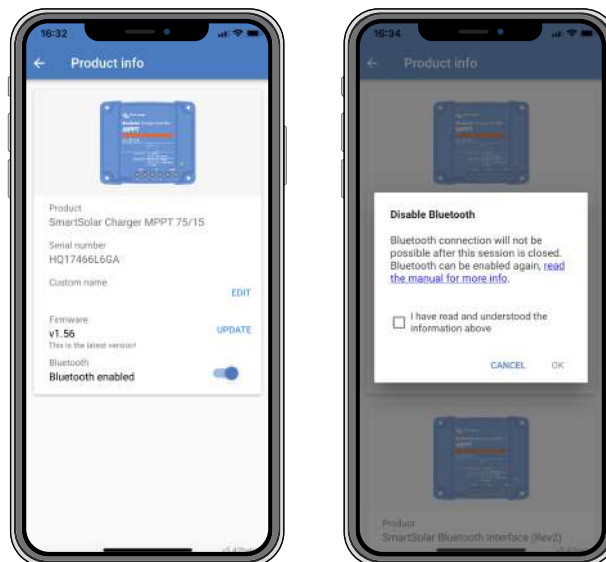 16:32
Product info
MPPT
Product
SmartSolar Charger MPPT 75/15
Serial number
HQ17466L6GA
Custom name
EDIT
Firmware
v1.56
UPDATE
This is the latest version!
Bluetooth
Bluetooth enabled
16:34
Product info
Disable Bluetooth
Bluetooth connection will not be
possible after this session is closed.
Bluetooth can be enabled again, read
the manual for more info.
I have read and understood the
information above
CANCEL
OK
Product
SmartSolar Bluetooth Interface (RevZ)